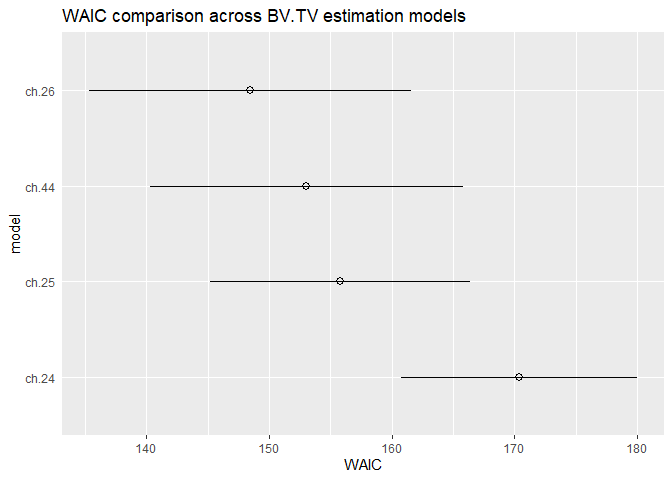 WAIC comparison across BV.TV estimation models
model
ch.26
ch.44
ch.25
ch.24
140 150 160 170 180
WAIC